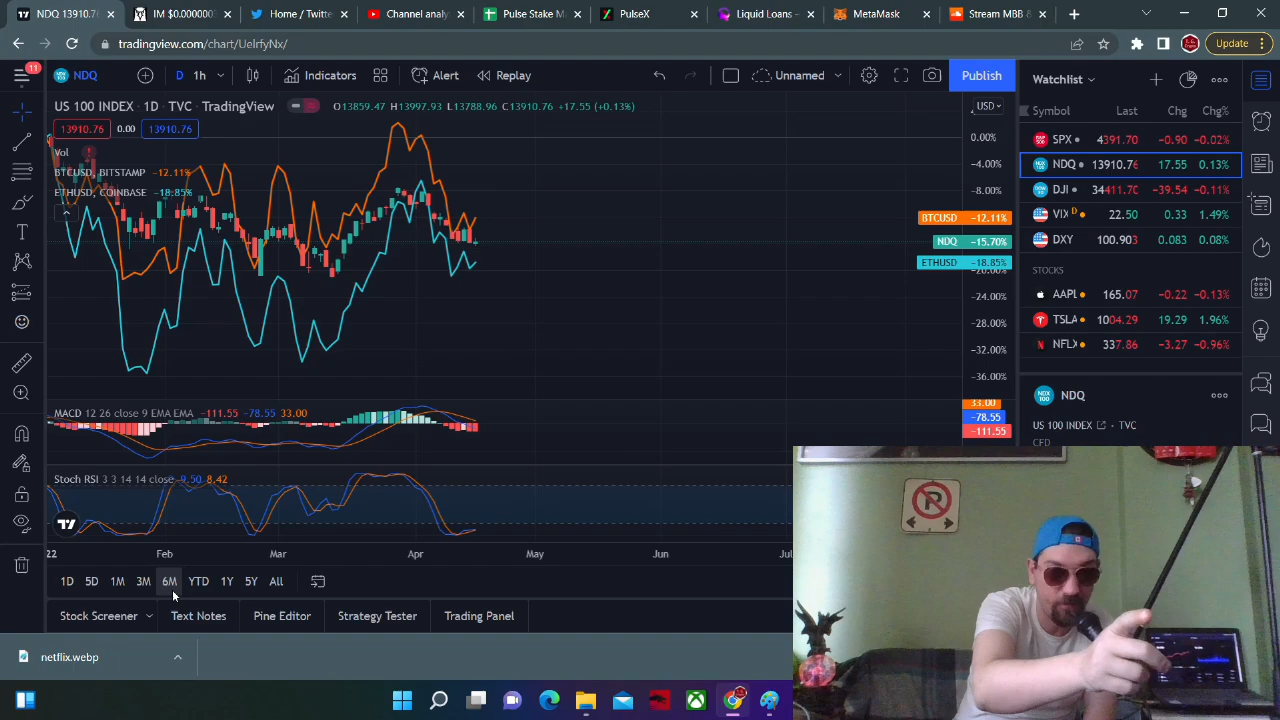 NDQ 13910.7
IM $0.0000003
Home / Twitte
Channel analy
Pulse Stake M
PulseX
Liquid Loans –
MetaMask
Stream MBB &
tradingview.com/chart/UeIrfyNx/
Update
11
NDQ
D 1h
Indicators
Alert
Replay
Unnamed
Publish
Watchlist
US 100 INDEX · 1D · TVC — TradingView
O13859.47 H13997.93 L13788.96 C13910.76 +17.55 (+0.13%)
USD
Symbol Last Chg Chg%
13910.76 0.00 13910.76
Vol
BTCUSD, BITSTAMP −12.11%
ETHUSD, COINBASE −18.85%
0.00%
−4.00%
−8.00%
BTCUSD −12.11%
NDQ −15.70%
ETHUSD −18.85%
−20.00%
−24.00%
−28.00%
−32.00%
−36.00%
SPX 4391.70 −0.90 −0.02%
NDQ 13910.76 17.55 0.13%
DJI 34411.70 −39.54 −0.11%
VIX D 22.50 0.33 1.49%
DXY 100.903 0.083 0.08%
STOCKS
AAPL 165.07 −0.22 −0.13%
TSLA 1004.29 19.29 1.96%
NFLX 337.86 −3.27 −0.96%
NDQ
US 100 INDEX · TVC
CFD
MACD 12 26 close 9 EMA EMA −111.55 −78.55 33.00
33.00
−78.55
−111.55
Stoch RSI 3 3 14 14 close 9.50 8.42
22 Feb Mar Apr May Jun Jul
1D 5D 1M 3M 6M YTD 1Y 5Y All
Stock Screener
Text Notes
Pine Editor
Strategy Tester
Trading Panel
netflix.webp
P